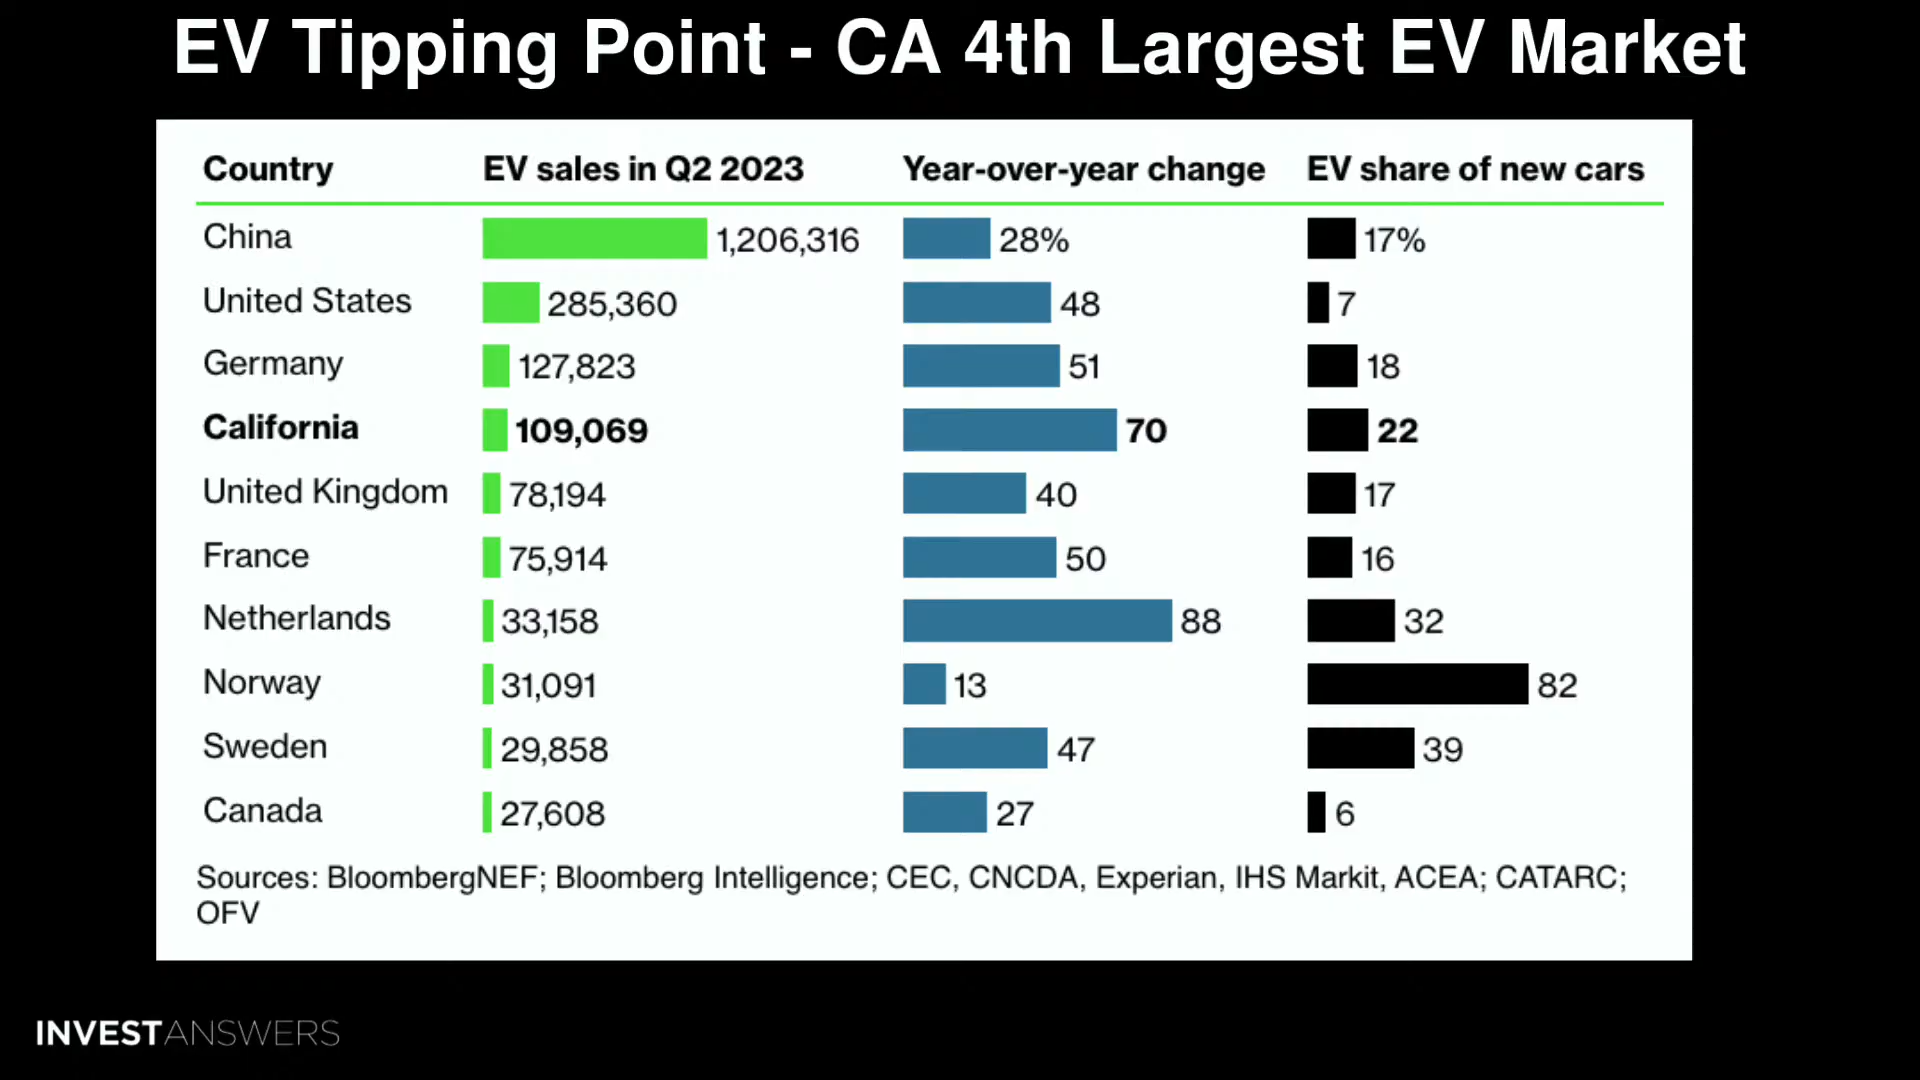 EV Tipping Point - CA 4th Largest EV Market
Country EV sales in Q2 2023 Year-over-year change EV share of new cars
China 1,206,316 28% 17%
United States 285,360 48 7
Germany 127,823 51 18
California 109,069 70 22
United Kingdom 78,194 40 17
France 75,914 50 16
Netherlands 33,158 88 32
Norway 31,091 13 82
Sweden 29,858 47 39
Canada 27,608 27 6
Sources: BloombergNEF; Bloomberg Intelligence; CEC, CNCDA, Experian, IHS Markit, ACEA; CATARC;
OFV
INVESTANSWERS